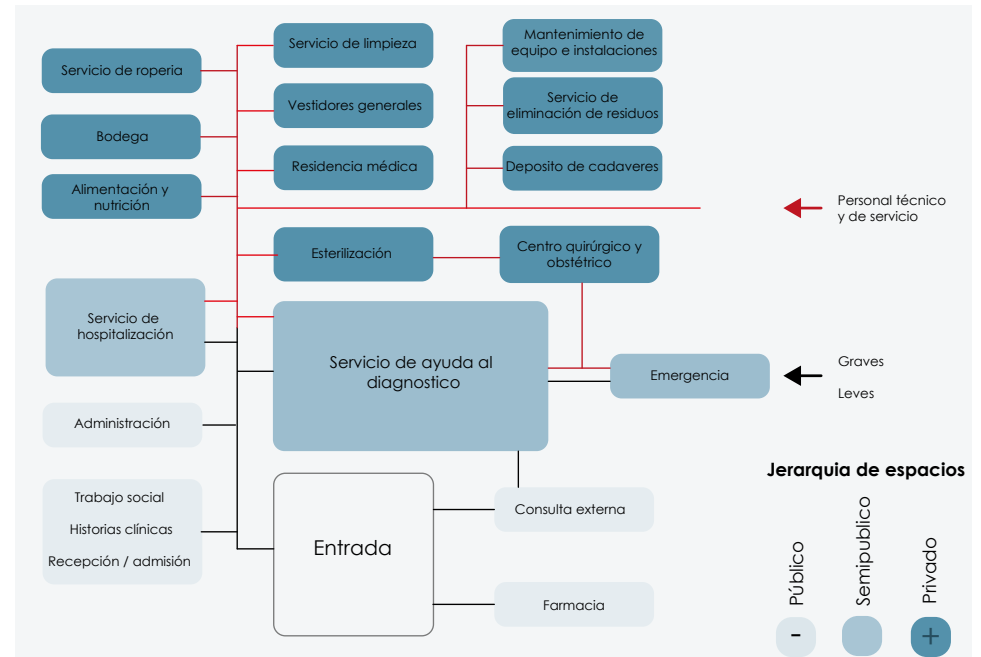 Servicio de limpieza
Mantenimiento de
equipo e instalaciones
Servicio de roperia
Vestidores generales
Servicio de
eliminación de residuos
Bodega
Residencia médica
Deposito de cadaveres
Alimentación y
nutrición
Personal técnico
y de servicio
Esterilización
Centro quirúrgico y
obstétrico
Servicio de
hospitalización
Servicio de ayuda al
diagnostico
Emergencia
Graves
Leves
Administración
Jerarquia de espacios
Trabajo social
Historias clínicas
Recepción / admisión
Entrada
Consulta externa
Farmacia
Público
Semipublico
Privado
-
+